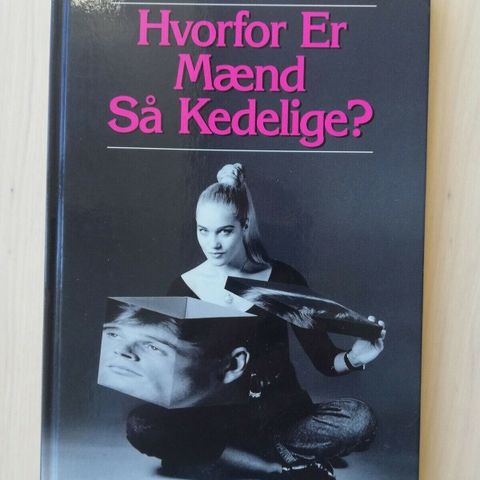 Hvorfor Er
Mænd
Så Kedelige?